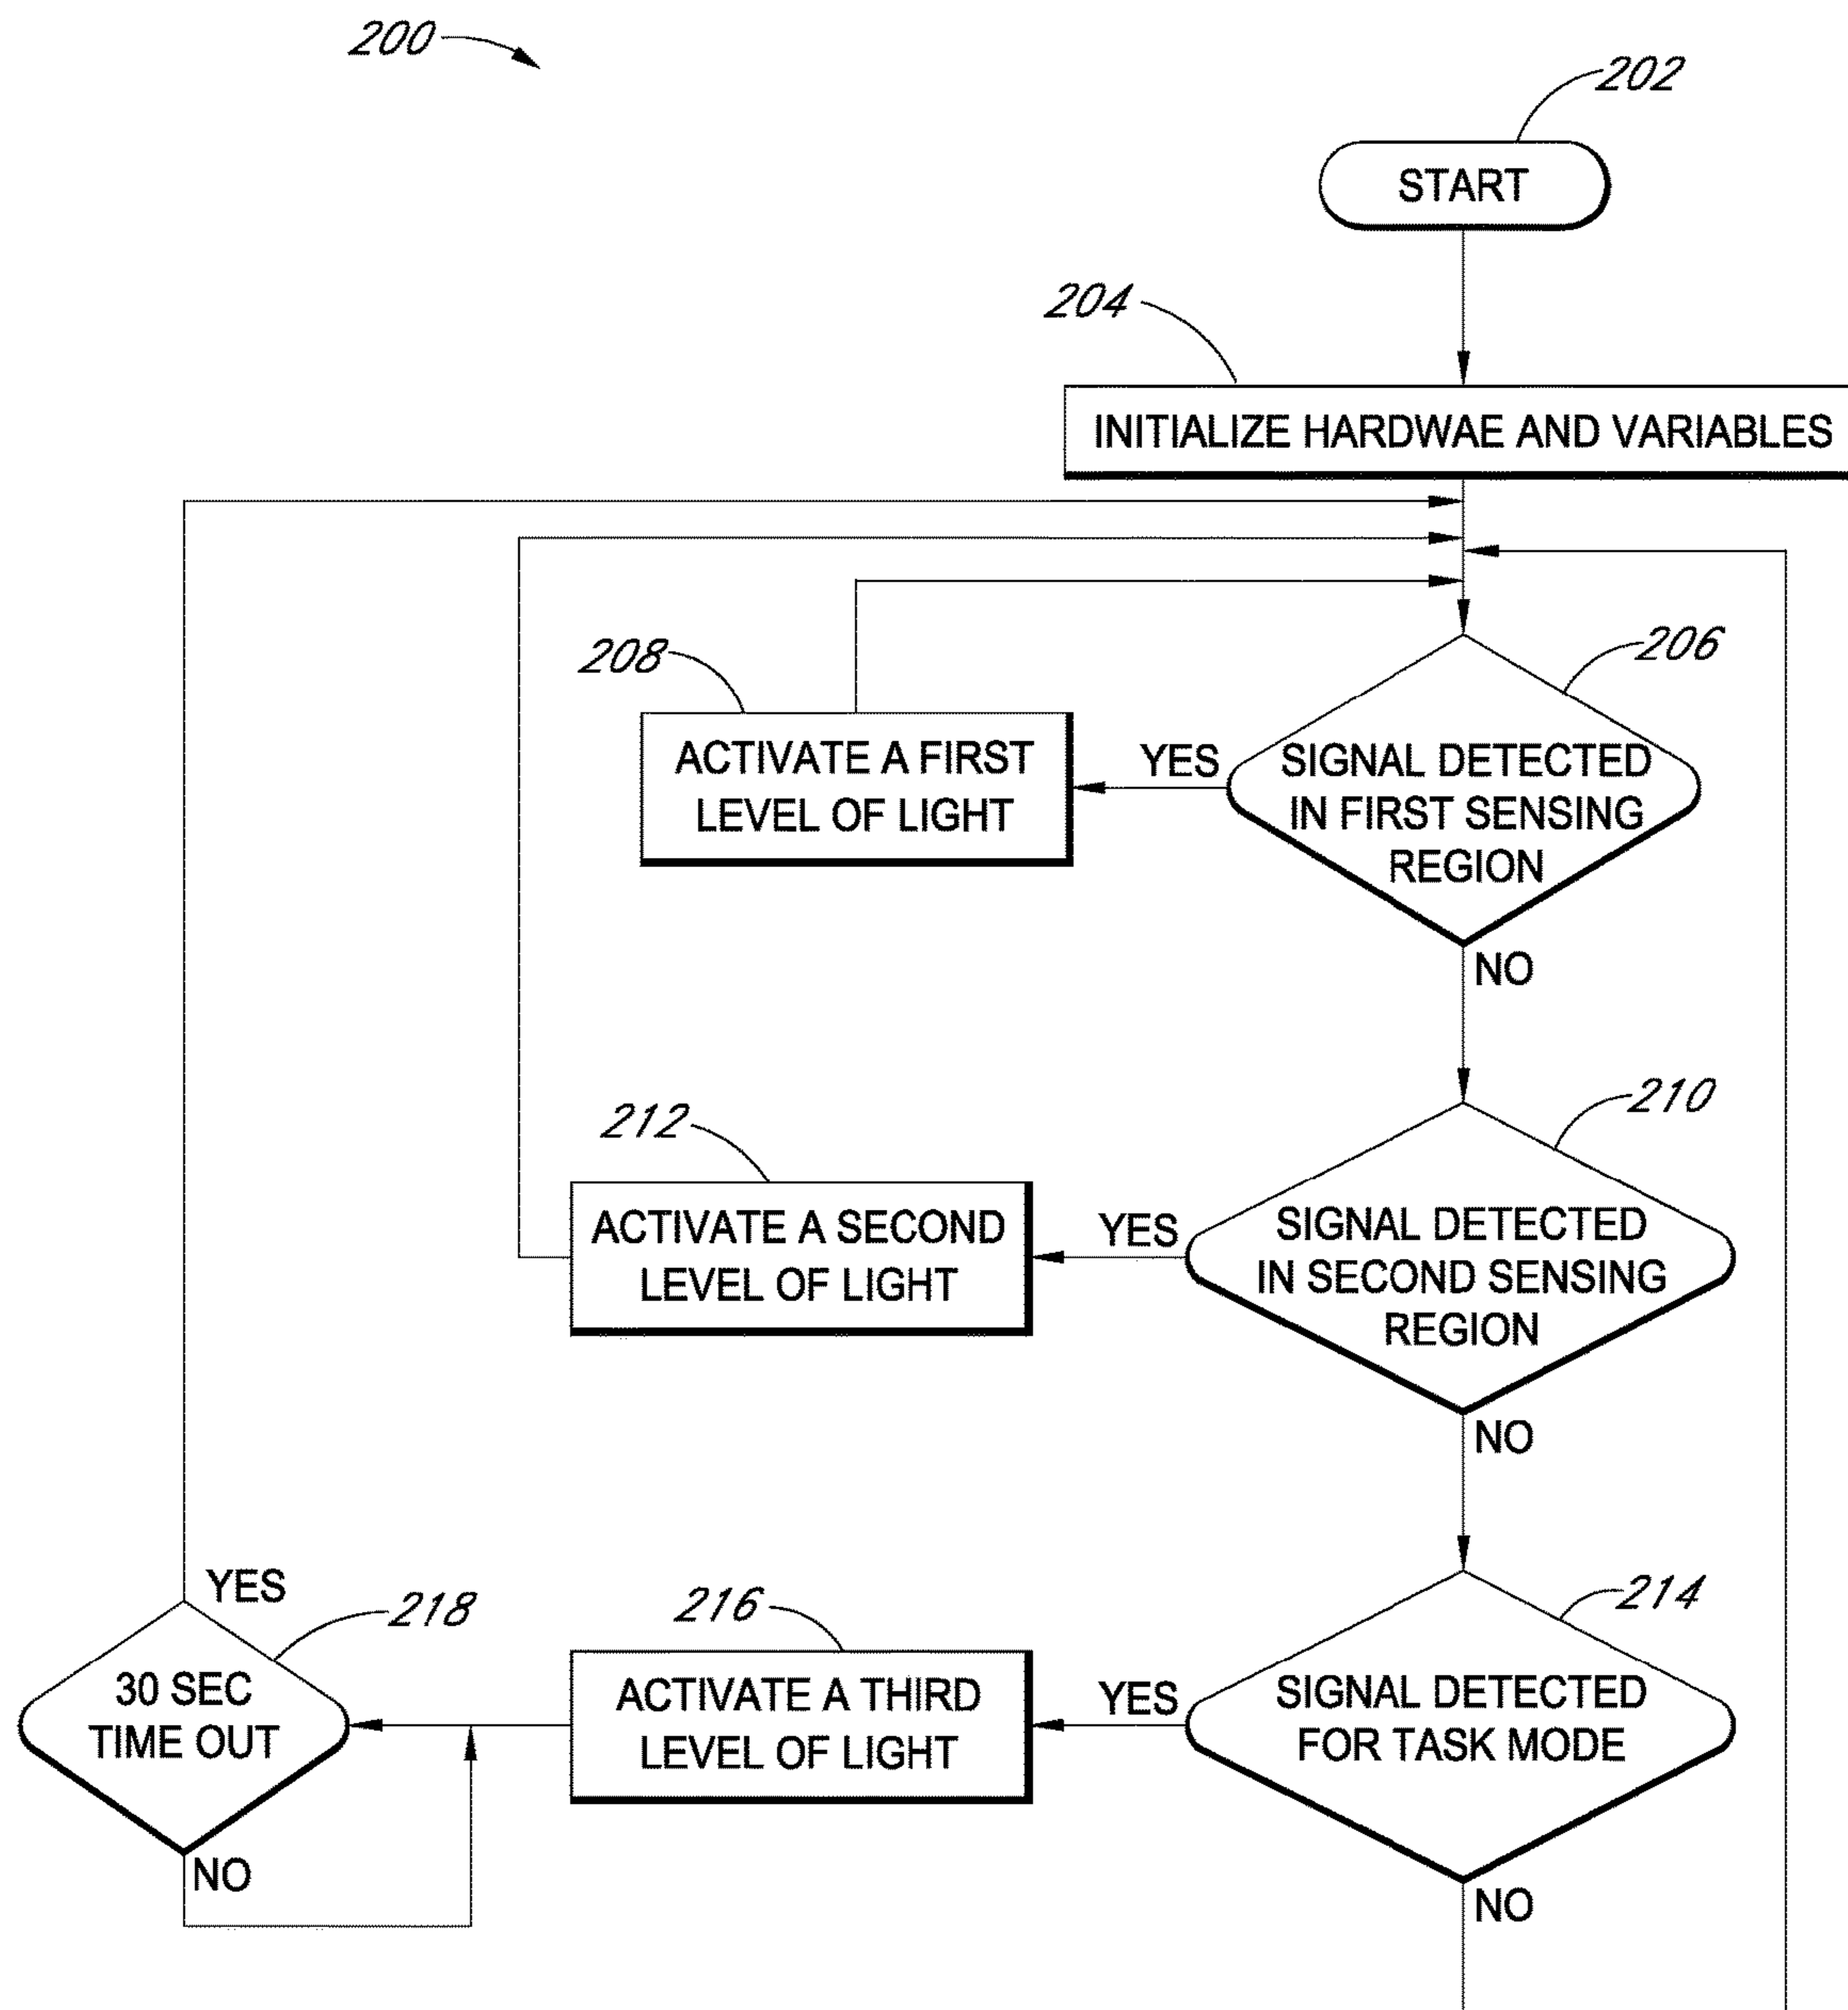 200
202
START
204
INITIALIZE HARDWAE AND VARIABLES
208
206
ACTIVATE A FIRST
LEVEL OF LIGHT
YES
SIGNAL DETECTED
IN FIRST SENSING
REGION
NO
212
210
ACTIVATE A SECOND
LEVEL OF LIGHT
YES
SIGNAL DETECTED
IN SECOND SENSING
REGION
NO
YES
218
216
214
30 SEC
TIME OUT
ACTIVATE A THIRD
LEVEL OF LIGHT
YES
SIGNAL DETECTED
FOR TASK MODE
NO
NO